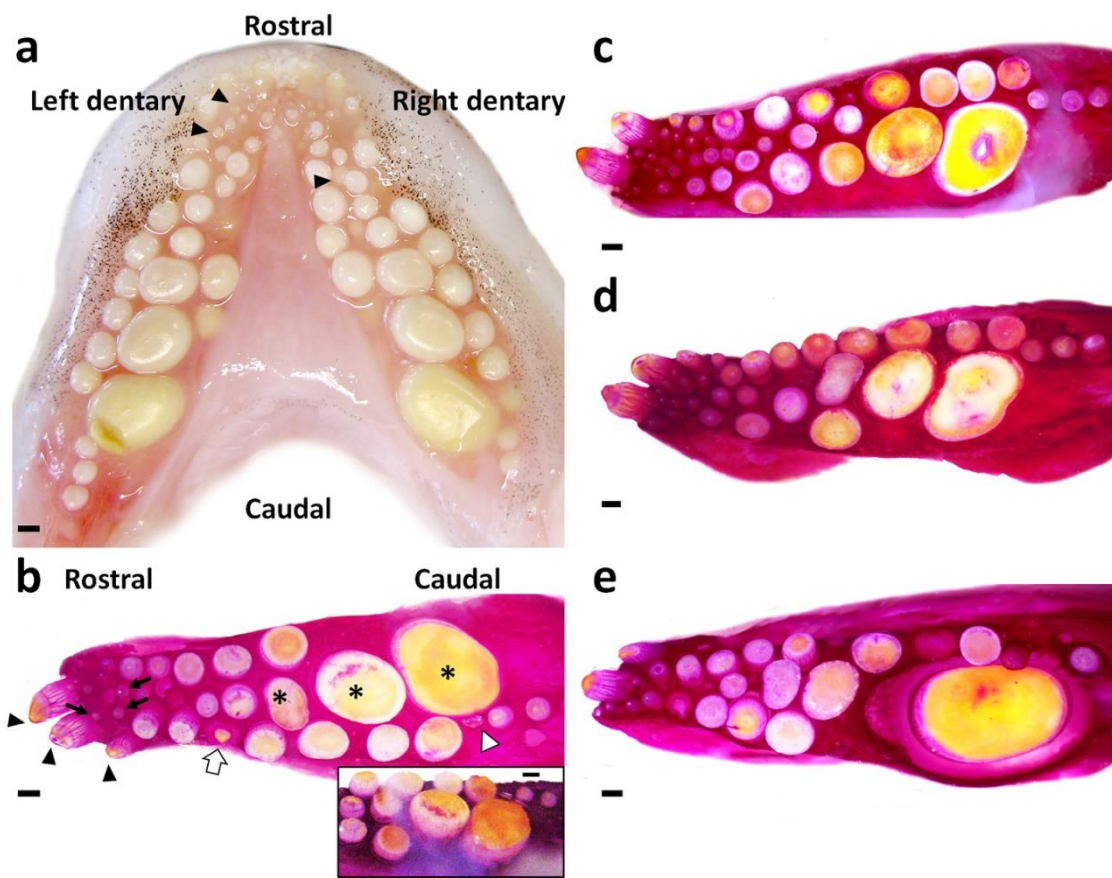 a
Rostral
Left dentary
Right dentary
Caudal
b
Rostral
Caudal
*
*
*
c
d
e